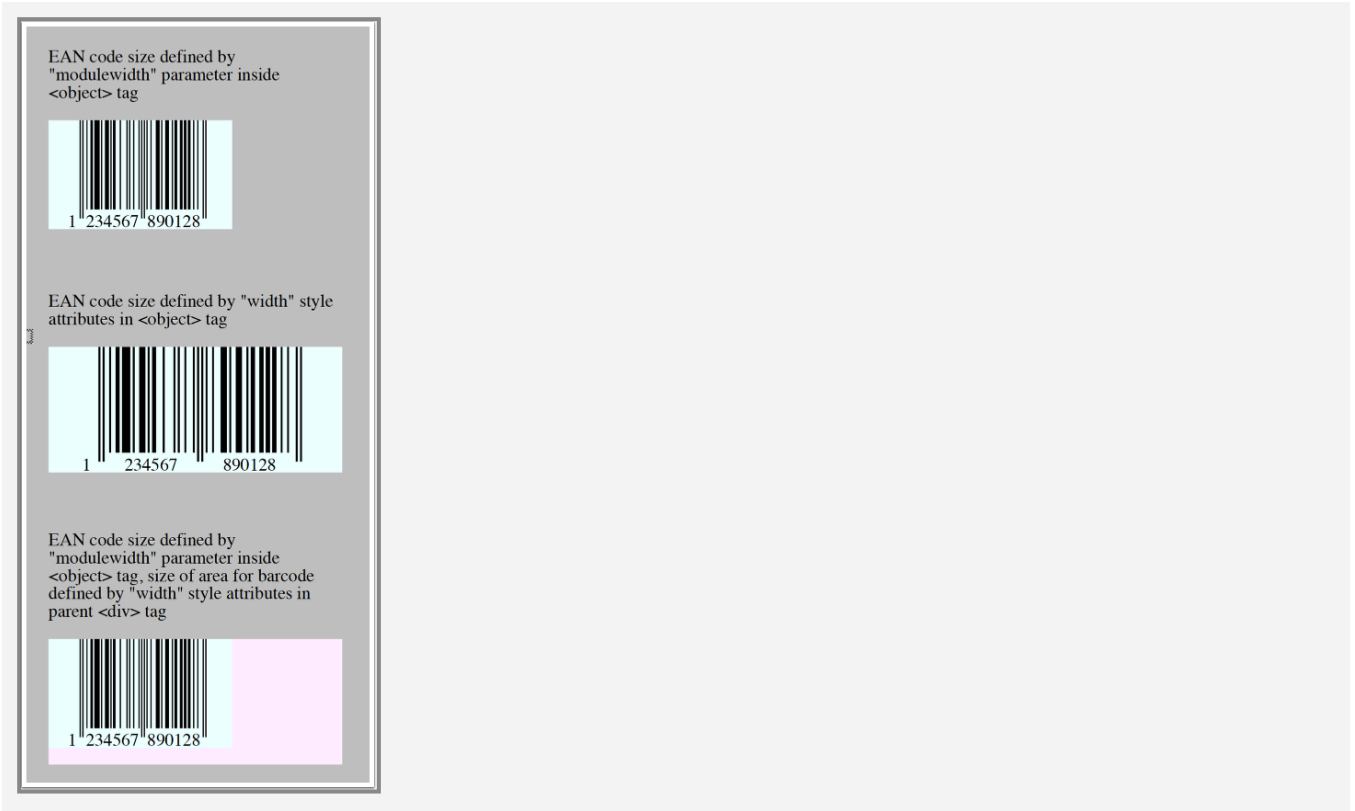 EAN code size defined by
"modulewidth" parameter inside
<object> tag
1 234567 890128
EAN code size defined by "width" style
attributes in <object> tag
1 234567 890128
EAN code size defined by
"modulewidth" parameter inside
<object> tag, size of area for barcode
defined by "width" style attributes in
parent <div> tag
1 234567 890128